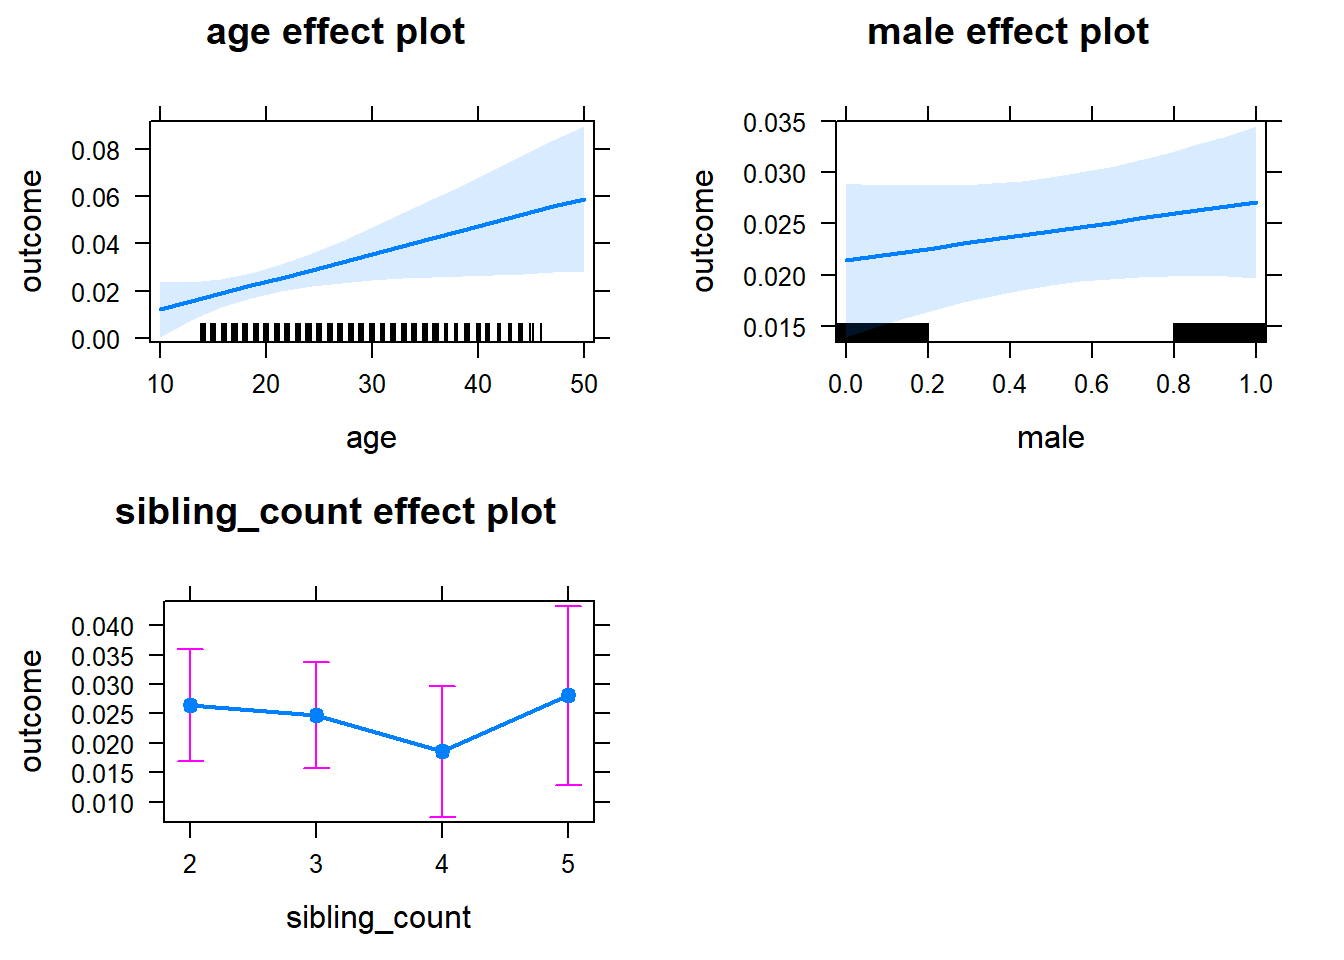 age effect plot
outcome
0.08
0.06
0.04
0.02
0.00
10 20 30 40 50
age
male effect plot
outcome
0.035
0.030
0.025
0.020
0.015
0.0 0.2 0.4 0.6 0.8 1.0
male
sibling_count effect plot
outcome
0.040
0.035
0.030
0.025
0.020
0.015
0.010
2 3 4 5
sibling_count